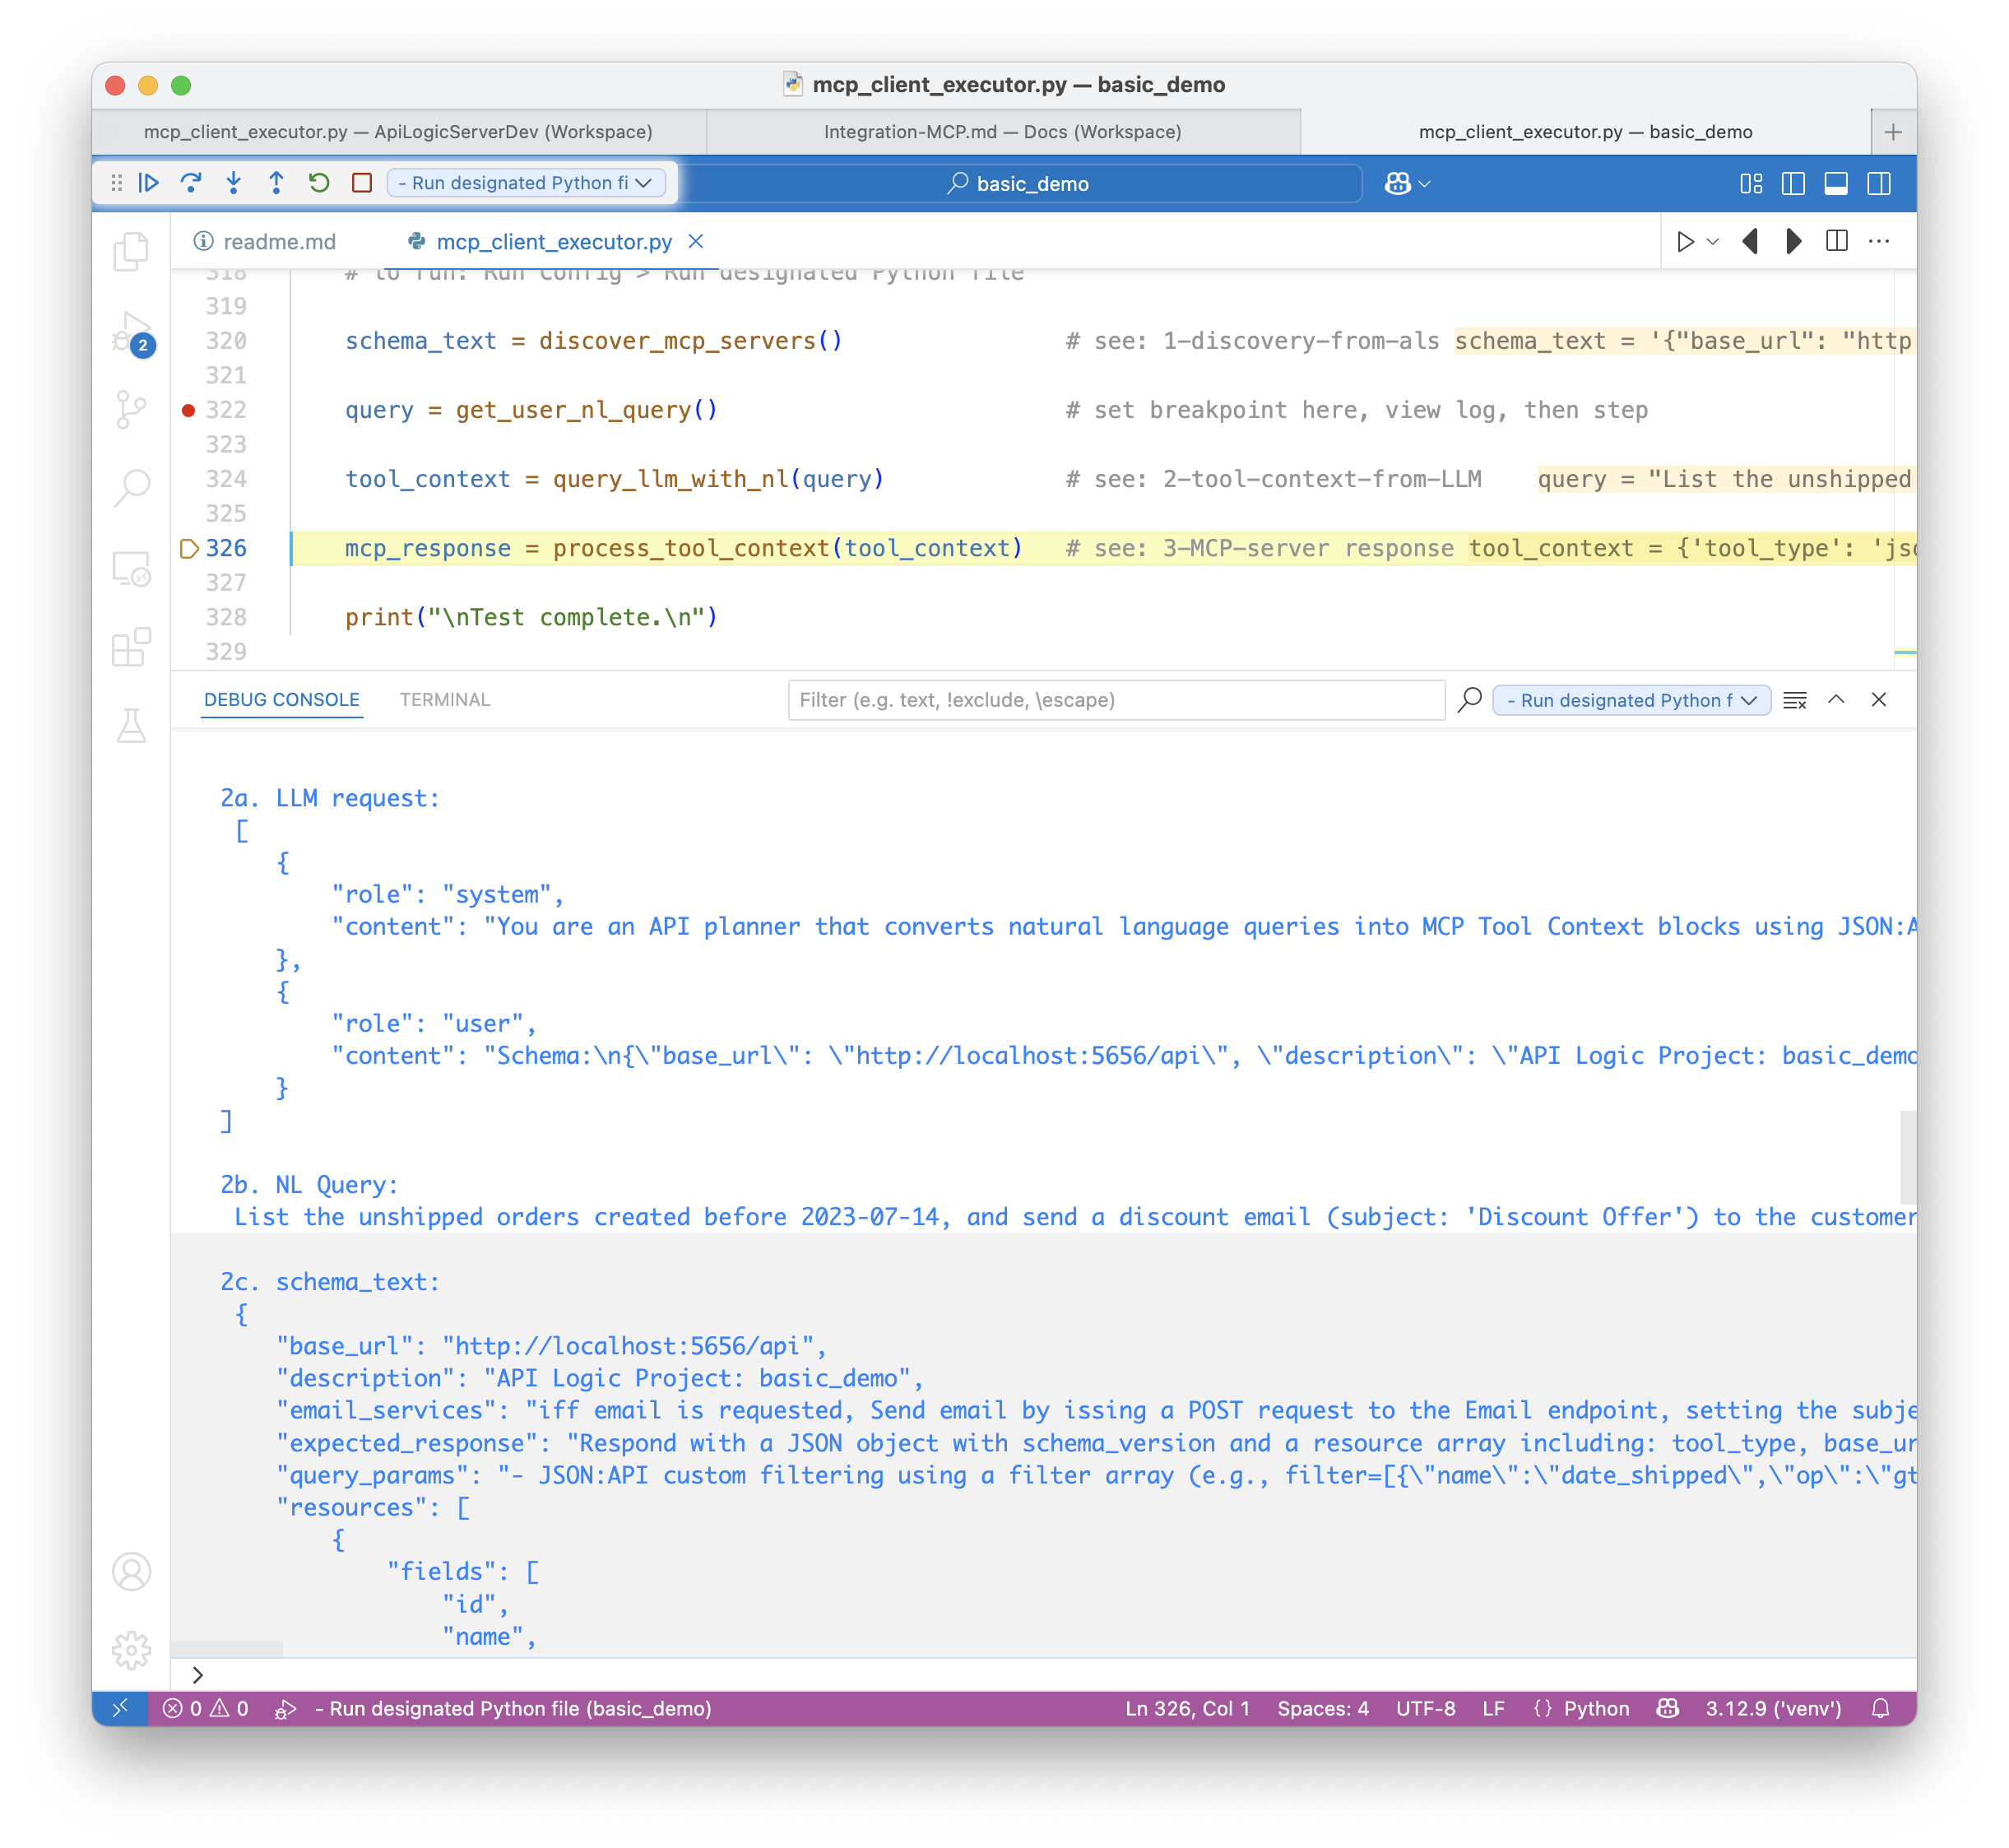 mcp_client_executor.py — basic_demo
mcp_client_executor.py — ApiLogicServerDev (Workspace)
Integration-MCP.md — Docs (Workspace)
mcp_client_executor.py — basic_demo
- Run designated Python fi
basic_demo
readme.md
mcp_client_executor.py
2
318 # to run: Run Config > Run designated Python file
319
320 schema_text = discover_mcp_servers() # see: 1-discovery-from-als schema_text = '{"base_url": "http
321
322 query = get_user_nl_query() # set breakpoint here, view log, then step
323
324 tool_context = query_llm_with_nl(query) # see: 2-tool-context-from-LLM query = "List the unshipped
325
326 mcp_response = process_tool_context(tool_context) # see: 3-MCP-server response tool_context = {'tool_type': 'jso
327
328 print("\nTest complete.\n")
329
DEBUG CONSOLE
TERMINAL
Filter (e.g. text, !exclude, \escape)
- Run designated Python f
2a. LLM request:
[
{
"role": "system",
"content": "You are an API planner that converts natural language queries into MCP Tool Context blocks using JSON:A
},
{
"role": "user",
"content": "Schema:\n{\"base_url\": \"http://localhost:5656/api\", \"description\": \"API Logic Project: basic_demo
}
]
2b. NL Query:
List the unshipped orders created before 2023-07-14, and send a discount email (subject: 'Discount Offer') to the customer
2c. schema_text:
{
"base_url": "http://localhost:5656/api",
"description": "API Logic Project: basic_demo",
"email_services": "iff email is requested, Send email by issing a POST request to the Email endpoint, setting the subje
"expected_response": "Respond with a JSON object with schema_version and a resource array including: tool_type, base_ur
"query_params": "- JSON:API custom filtering using a filter array (e.g., filter=[{\"name\":\"date_shipped\",\"op\":\"gt
"resources": [
{
"fields": [
"id",
"name",
>
0 0 - Run designated Python file (basic_demo) Ln 326, Col 1 Spaces: 4 UTF-8 LF {} Python 3.12.9 ('venv')